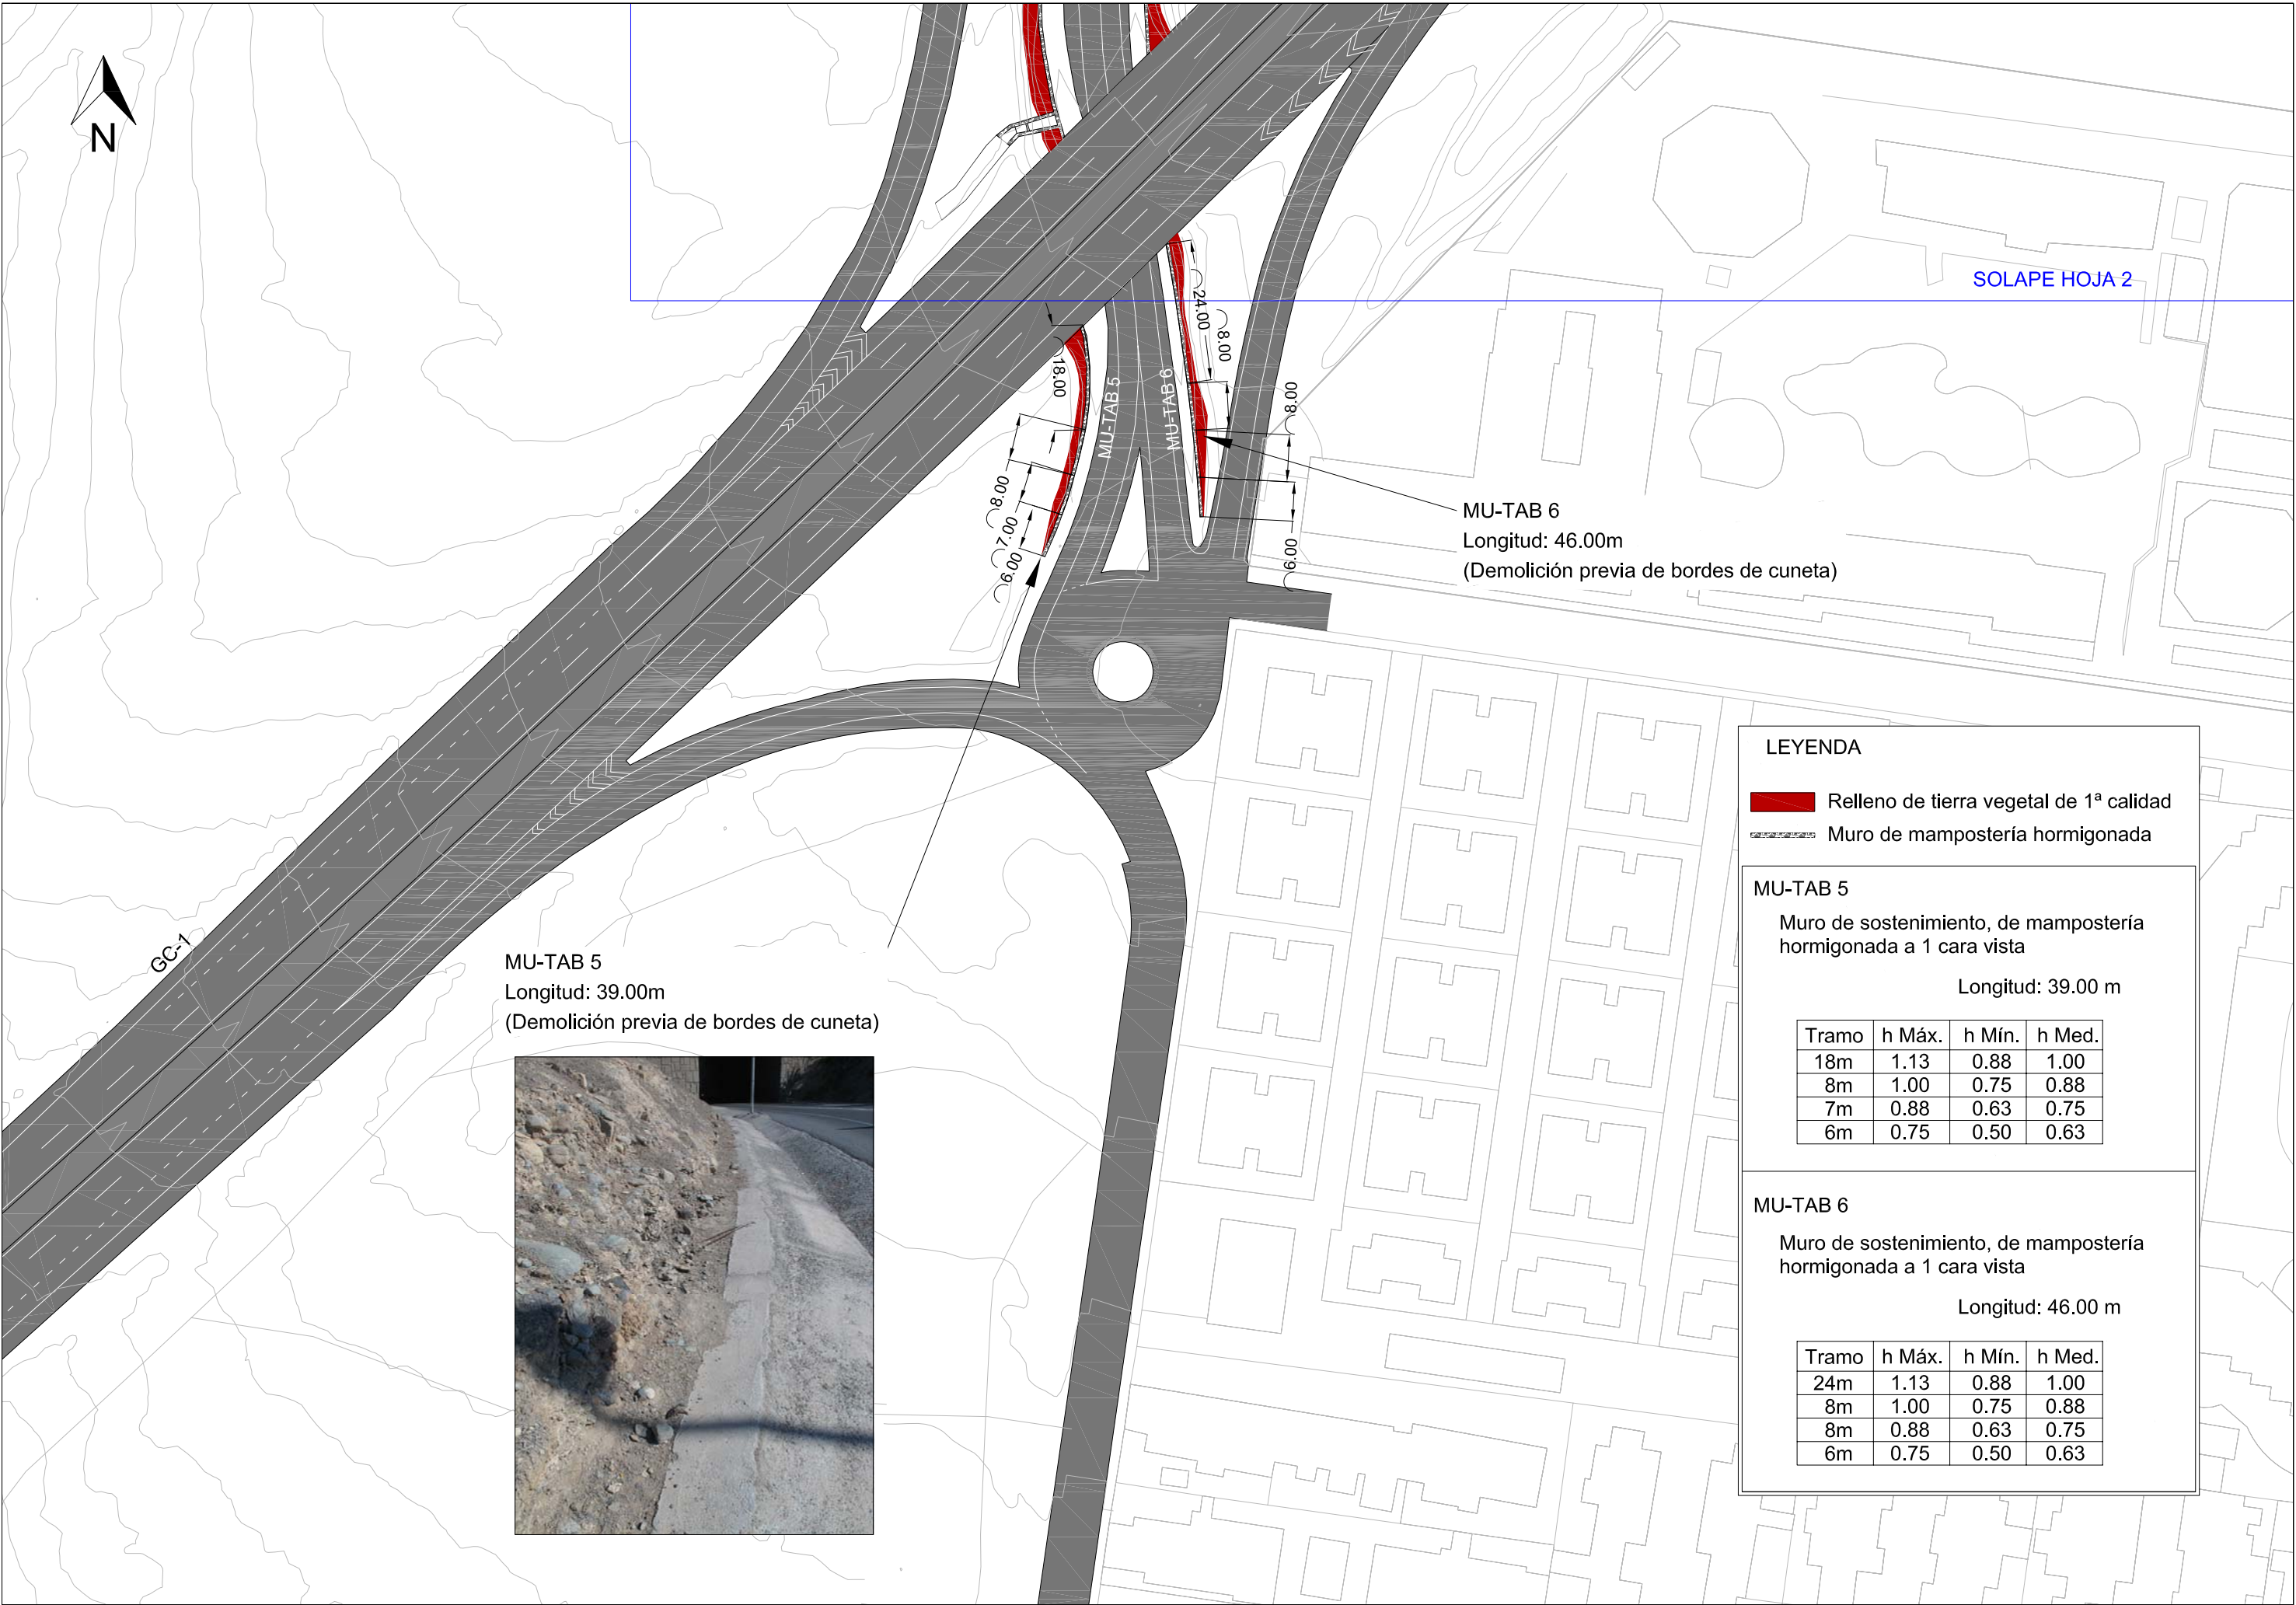 N
SOLAPE HOJA 2
24.00
8.00
18.00
MU-TAB 5
MU-TAB 6
8.00
8.00
7.00
6.00
6.00
MU-TAB 6
Longitud: 46.00m
(Demolición previa de bordes de cuneta)
GC-1
MU-TAB 5
Longitud: 39.00m
(Demolición previa de bordes de cuneta)
LEYENDA
Relleno de tierra vegetal de 1ª calidad
Muro de mampostería hormigonada
MU-TAB 5
Muro de sostenimiento, de mampostería
hormigonada a 1 cara vista
Longitud: 39.00 m
Tramo h Máx. h Mín. h Med.
18m 1.13 0.88 1.00
8m 1.00 0.75 0.88
7m 0.88 0.63 0.75
6m 0.75 0.50 0.63
MU-TAB 6
Muro de sostenimiento, de mampostería
hormigonada a 1 cara vista
Longitud: 46.00 m
Tramo h Máx. h Mín. h Med.
24m 1.13 0.88 1.00
8m 1.00 0.75 0.88
8m 0.88 0.63 0.75
6m 0.75 0.50 0.63